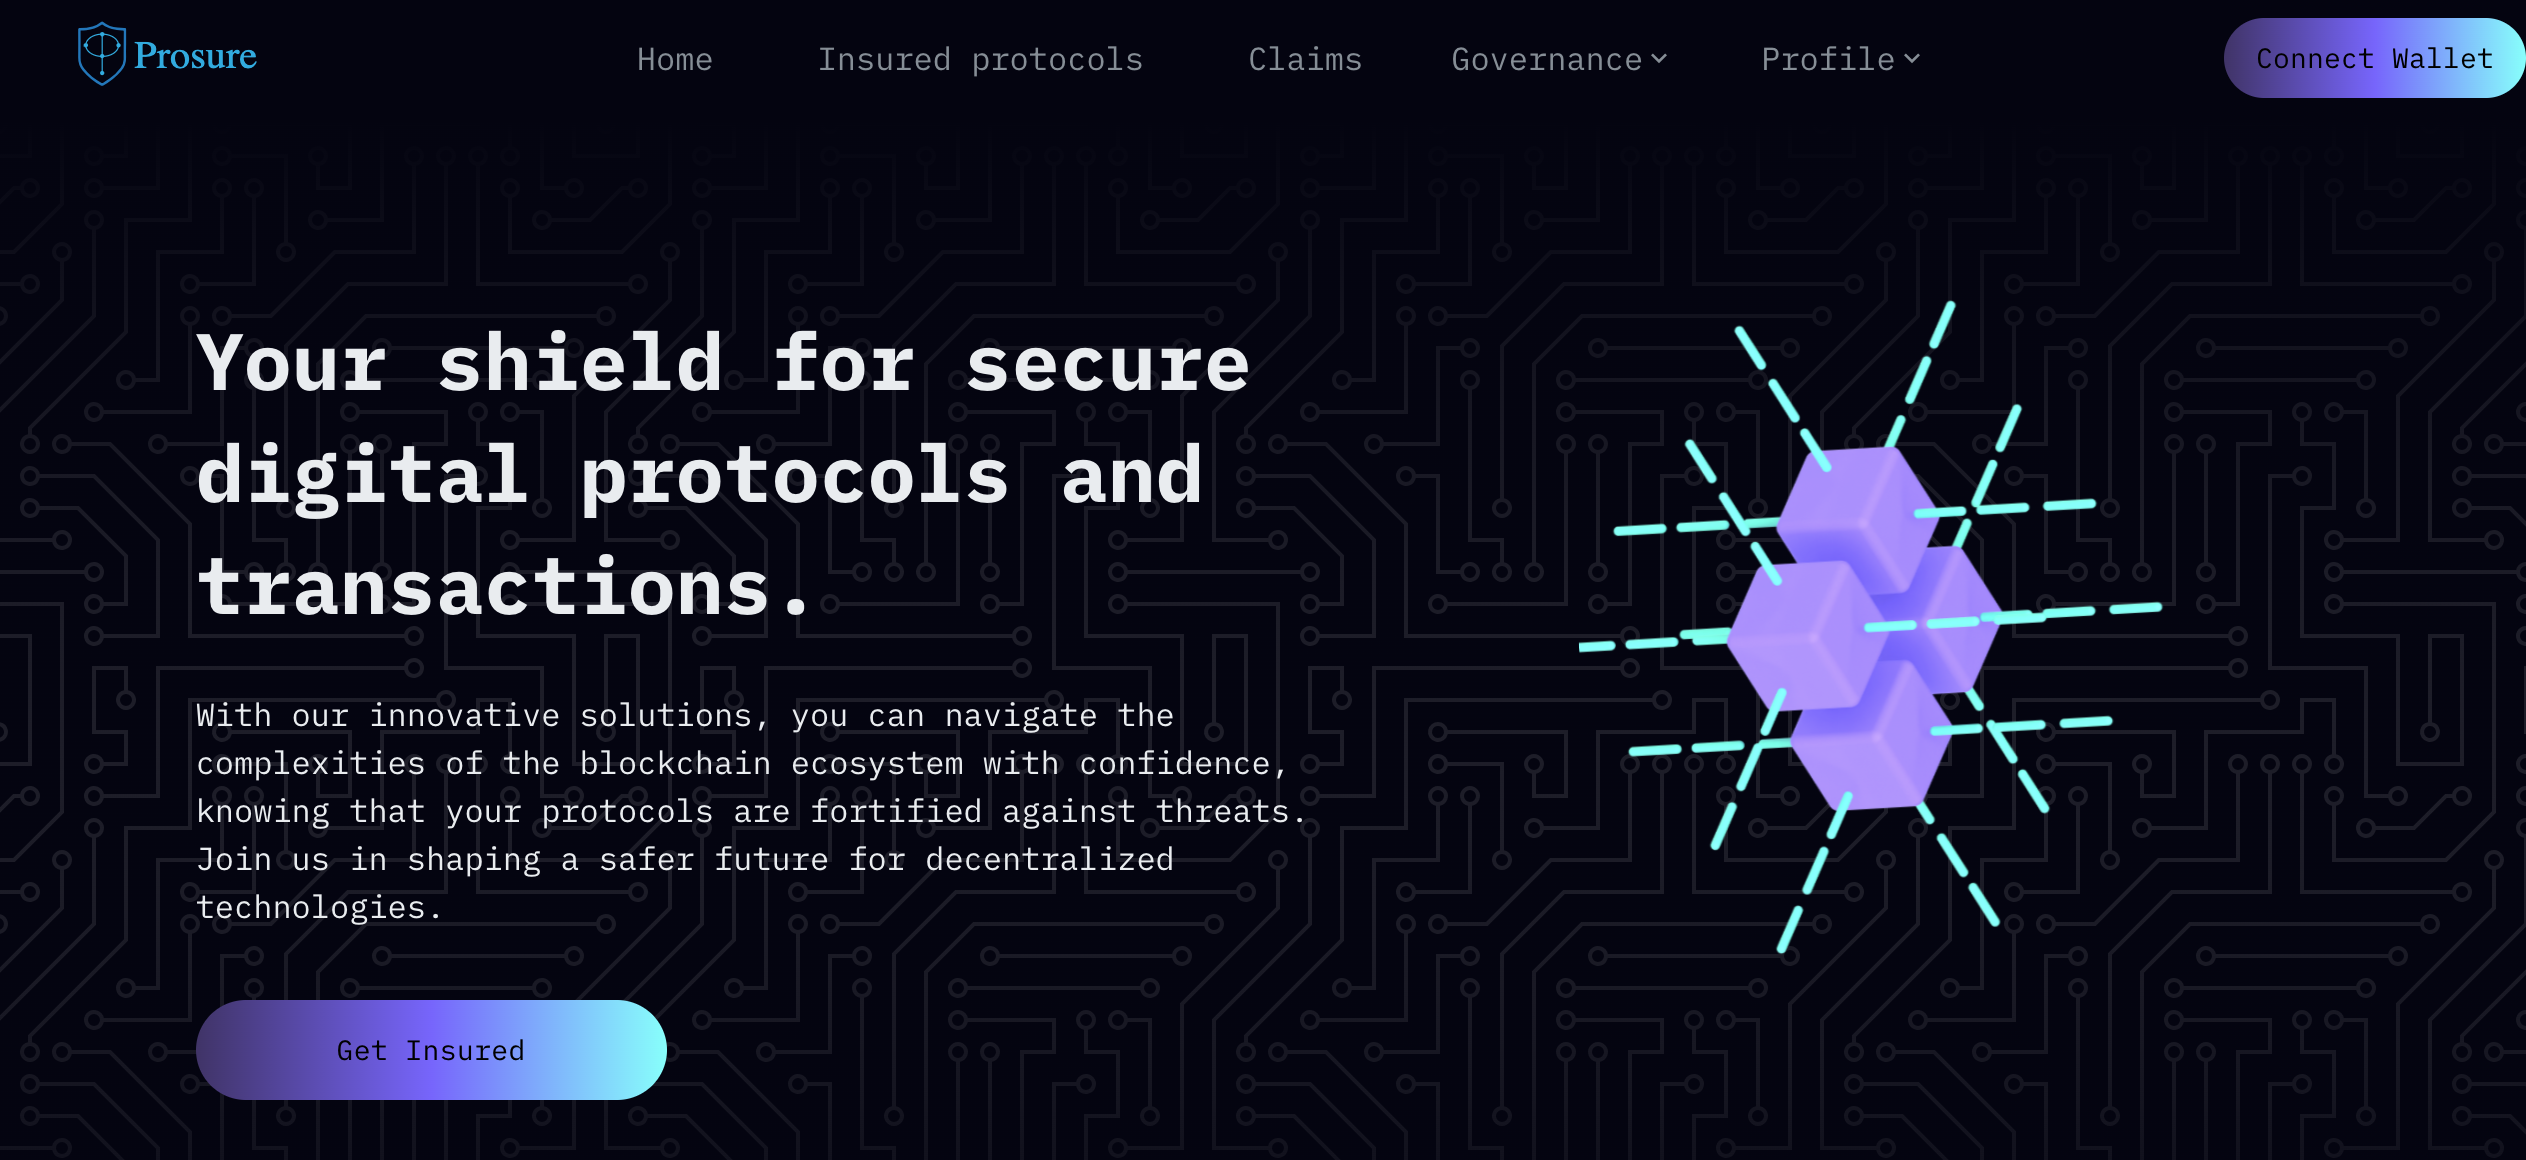 Prosure
Home
Insured protocols
Claims
Governance
Profile
Connect Wallet
Your shield for secure
digital protocols and
transactions.
With our innovative solutions, you can navigate the
complexities of the blockchain ecosystem with confidence,
knowing that your protocols are fortified against threats.
Join us in shaping a safer future for decentralized
technologies.
Get Insured